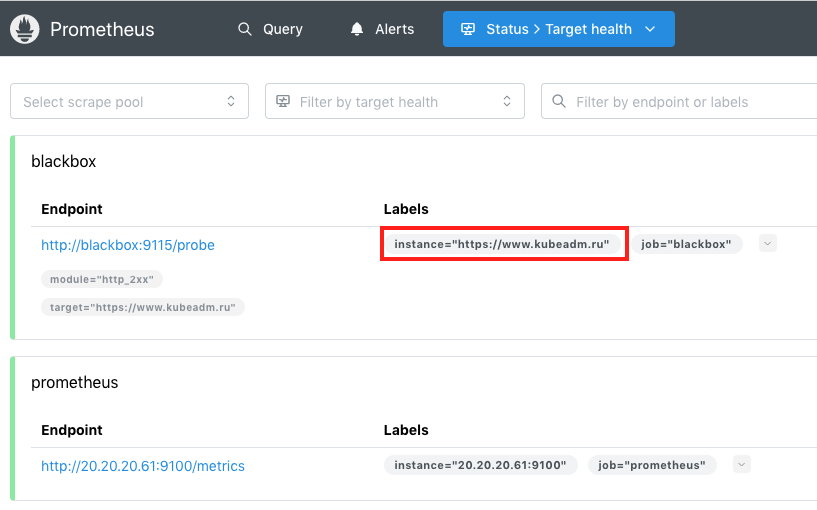 Prometheus Query Alerts Status > Target health
Select scrape pool Filter by target health Filter by endpoint or labels
blackbox
Endpoint Labels
http://blackbox:9115/probe instance="https://www.kubeadm.ru" job="blackbox"
module="http_2xx"
target="https://www.kubeadm.ru"
prometheus
Endpoint Labels
http://20.20.20.61:9100/metrics instance="20.20.20.61:9100" job="prometheus"